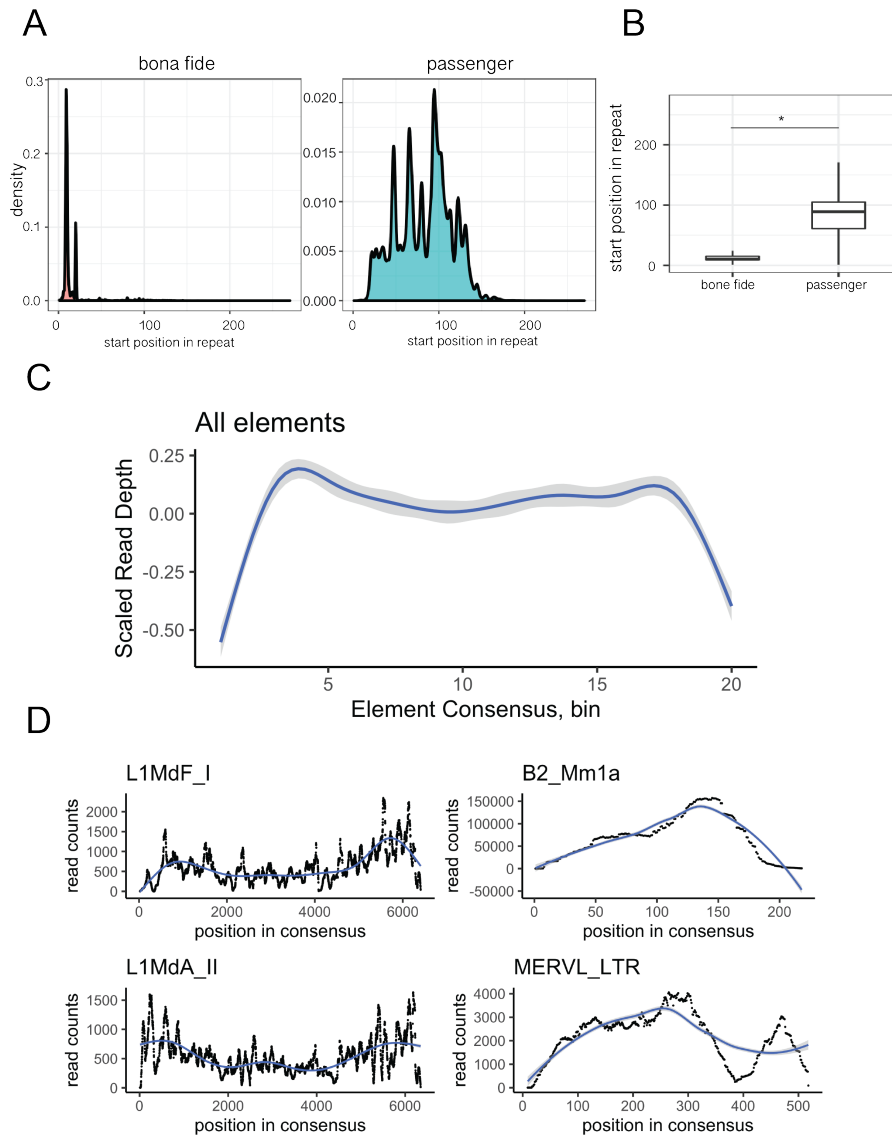 A
B
bona fide
passenger
density
0.3
0.2
0.1
0.0
0.020
0.015
0.010
0.005
0.000
0
100
200
start position in repeat
0
100
200
start position in repeat
start position in repeat
200
100
0
*
bone fide
passenger
C
All elements
Scaled Read Depth
0.25
0.00
-0.25
-0.50
5
10
15
20
Element Consensus, bin
D
L1MdF_I
read counts
2000
1500
1000
500
0
0
2000
4000
6000
position in consensus
B2_Mm1a
read counts
150000
100000
50000
0
-50000
0
50
100
150
200
position in consensus
L1MdA_II
read counts
1500
1000
500
0
0
2000
4000
6000
position in consensus
MERVL_LTR
read counts
4000
3000
2000
1000
0
0
100
200
300
400
500
position in consensus